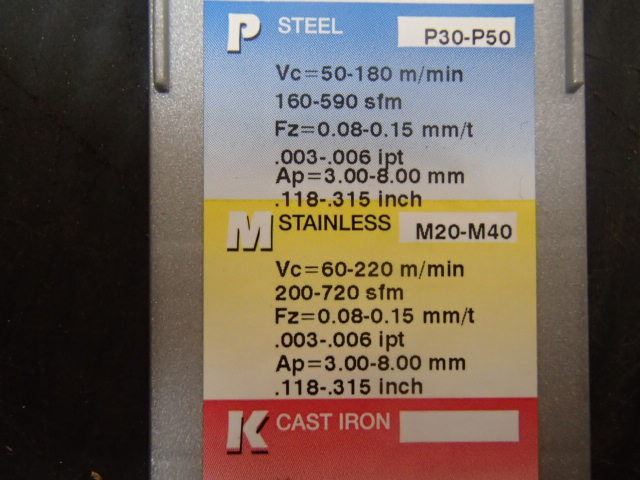 P STEEL P30-P50
Vc=50-180 m/min
160-590 sfm
Fz=0.08-0.15 mm/t
.003-.006 ipt
Ap=3.00-8.00 mm
.118-.315 inch
M STAINLESS M20-M40
Vc=60-220 m/min
200-720 sfm
Fz=0.08-0.15 mm/t
.003-.006 ipt
Ap=3.00-8.00 mm
.118-.315 inch
K CAST IRON